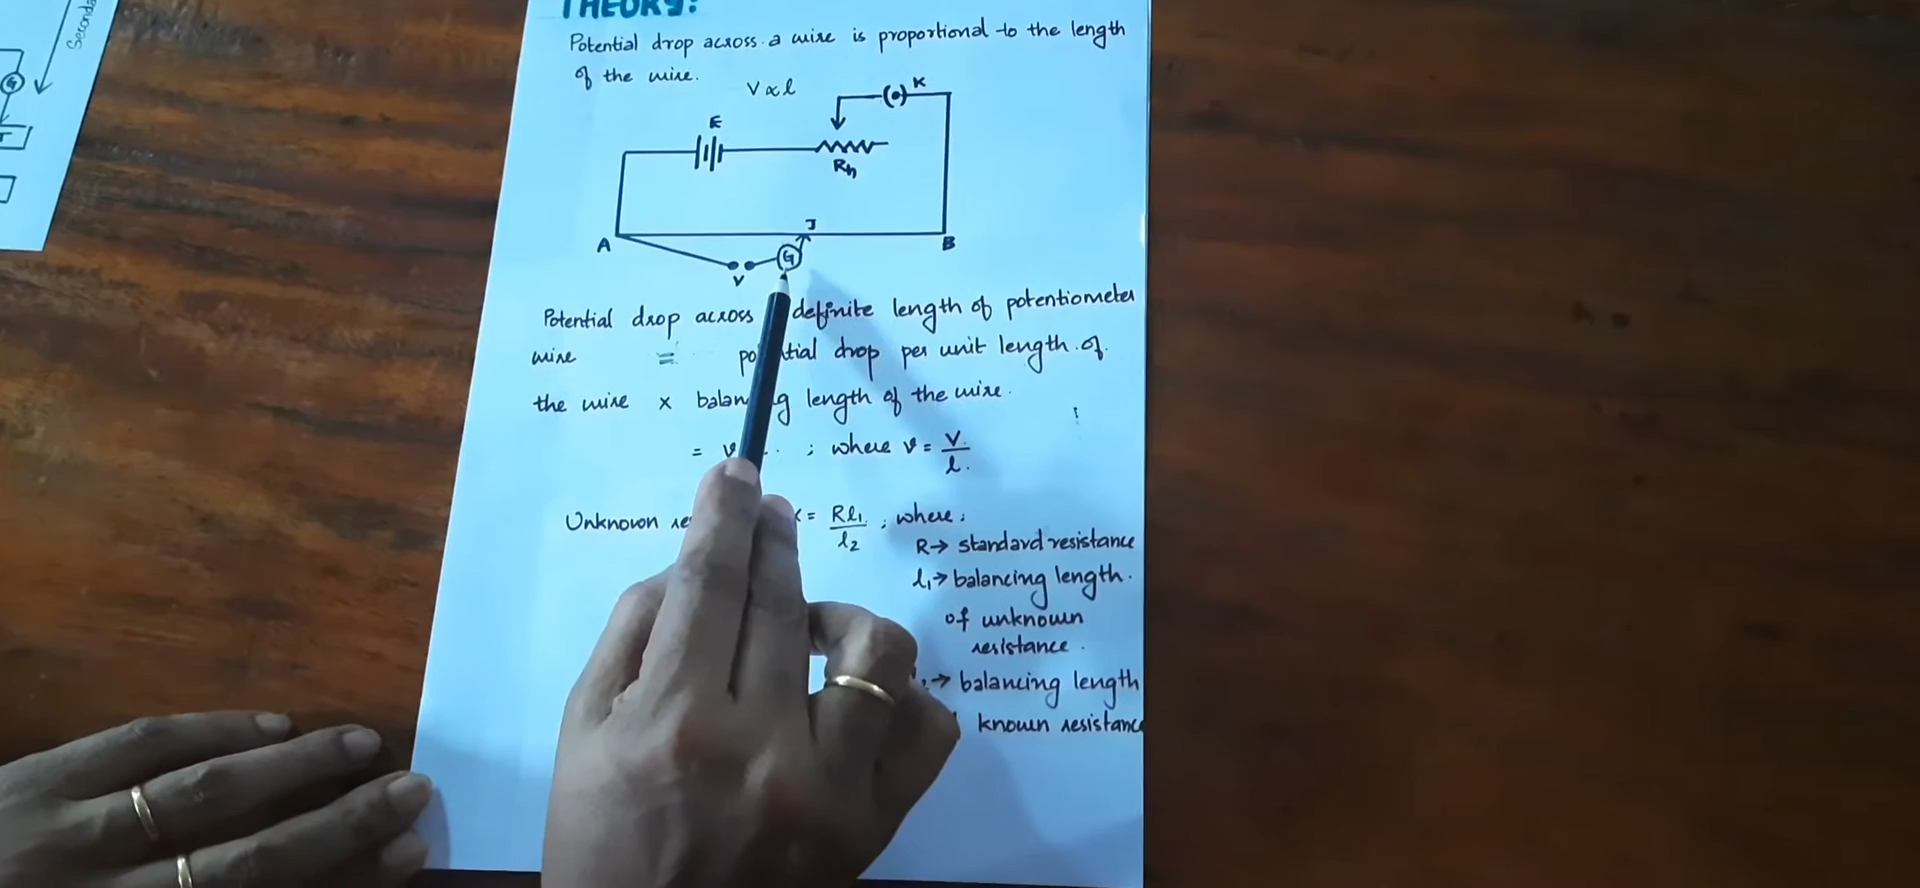 Seconda
G
THEORY:
Potential drop across a wire is proportional to the length
of the wire.
V ∝ l
K
E
Rh
J
A
B
G
V
Potential drop across definite length of potentiometer
wire = potential drop per unit length of
the wire x balancing length of the wire.
= v ; where v = V/l.
Unknown = Rl1/l2 ; where;
R→ standard resistance
l1→ balancing length.
of unknown
resistance.
→ balancing length
known resistance